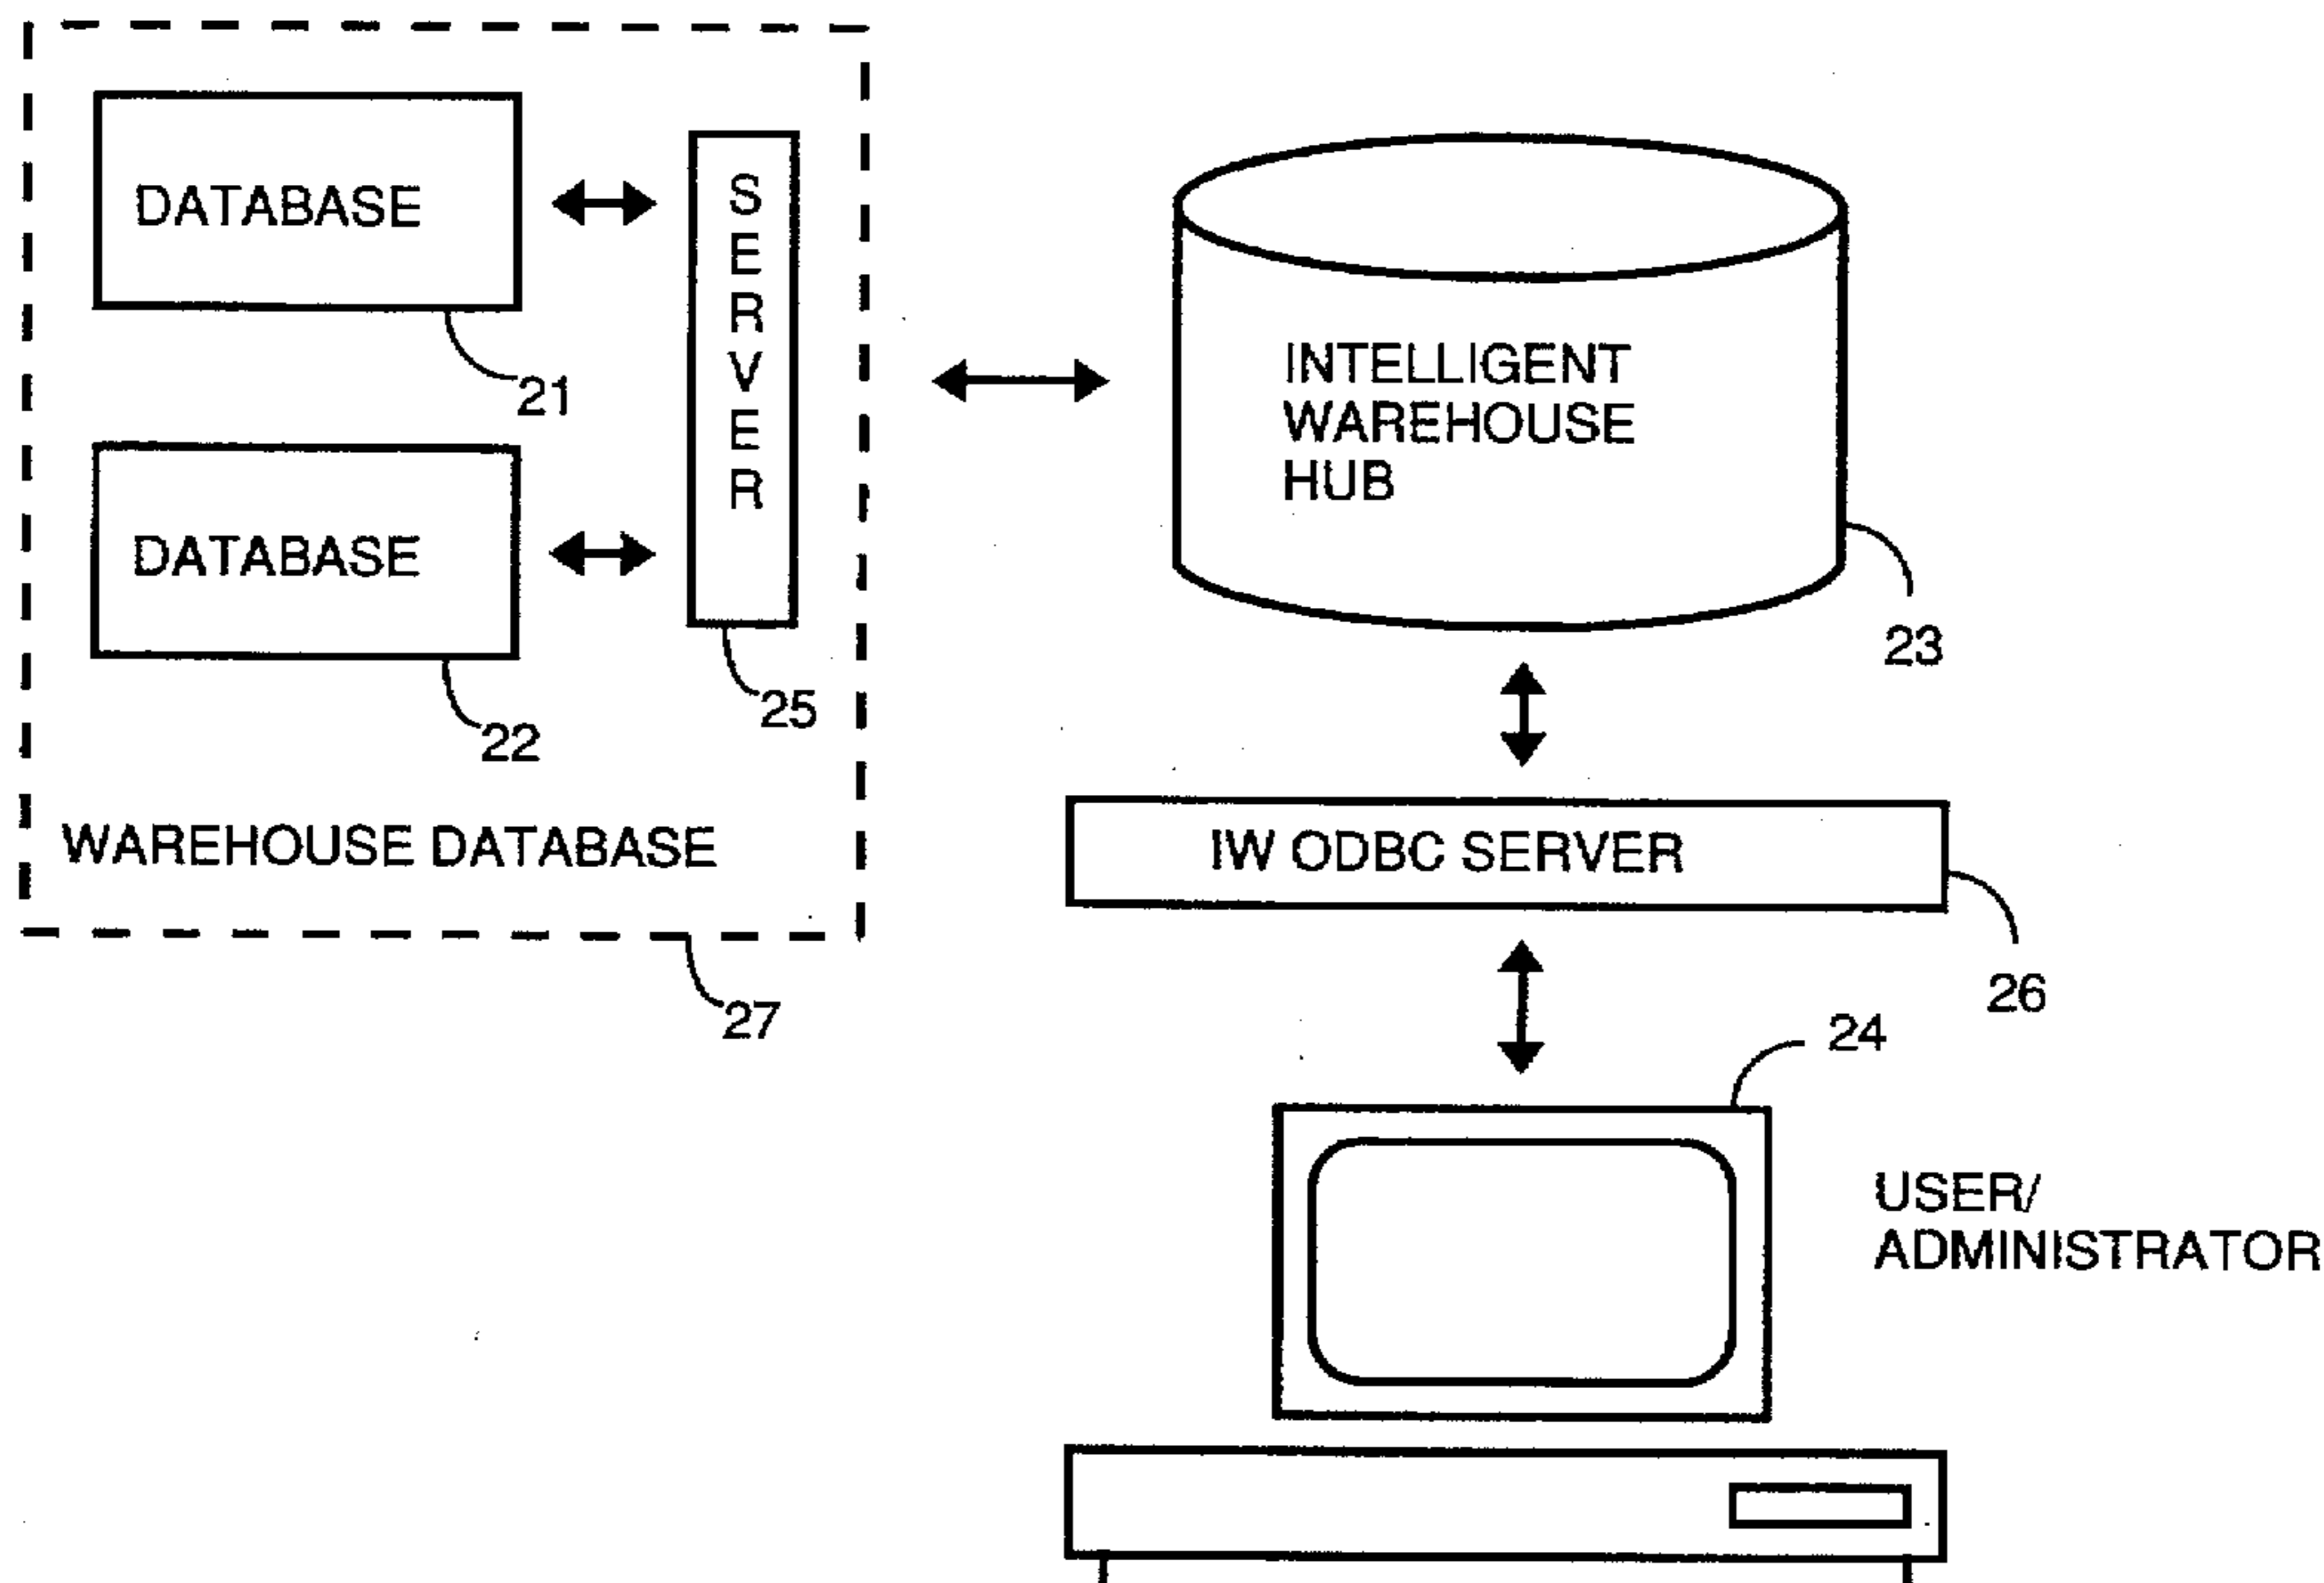 DATABASE
21
DATABASE
22
SERVER
25
WAREHOUSE DATABASE
27
INTELLIGENT
WAREHOUSE
HUB
23
IW ODBC SERVER
26
24
USER/
ADMINISTRATOR